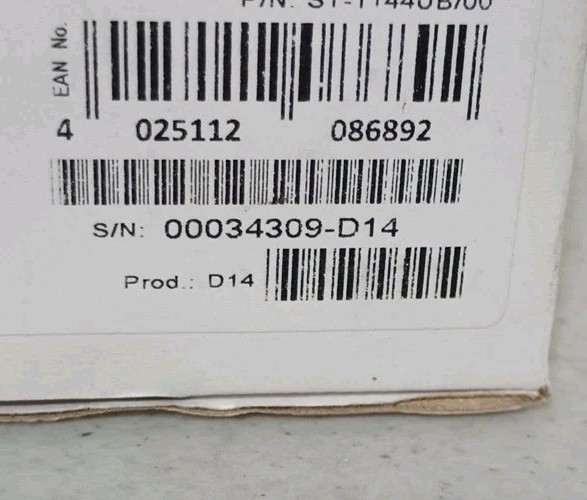 EAN No.
4 025112 086892
S/N: 00034309-D14
Prod.: D14